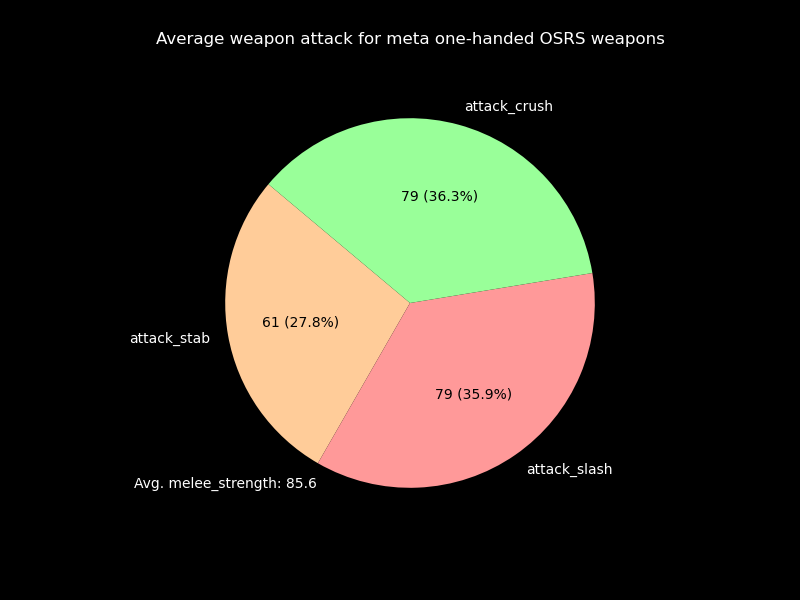 Average weapon attack for meta one-handed OSRS weapons
attack_crush
79 (36.3%)
61 (27.8%)
attack_stab
79 (35.9%)
attack_slash
Avg. melee_strength: 85.6